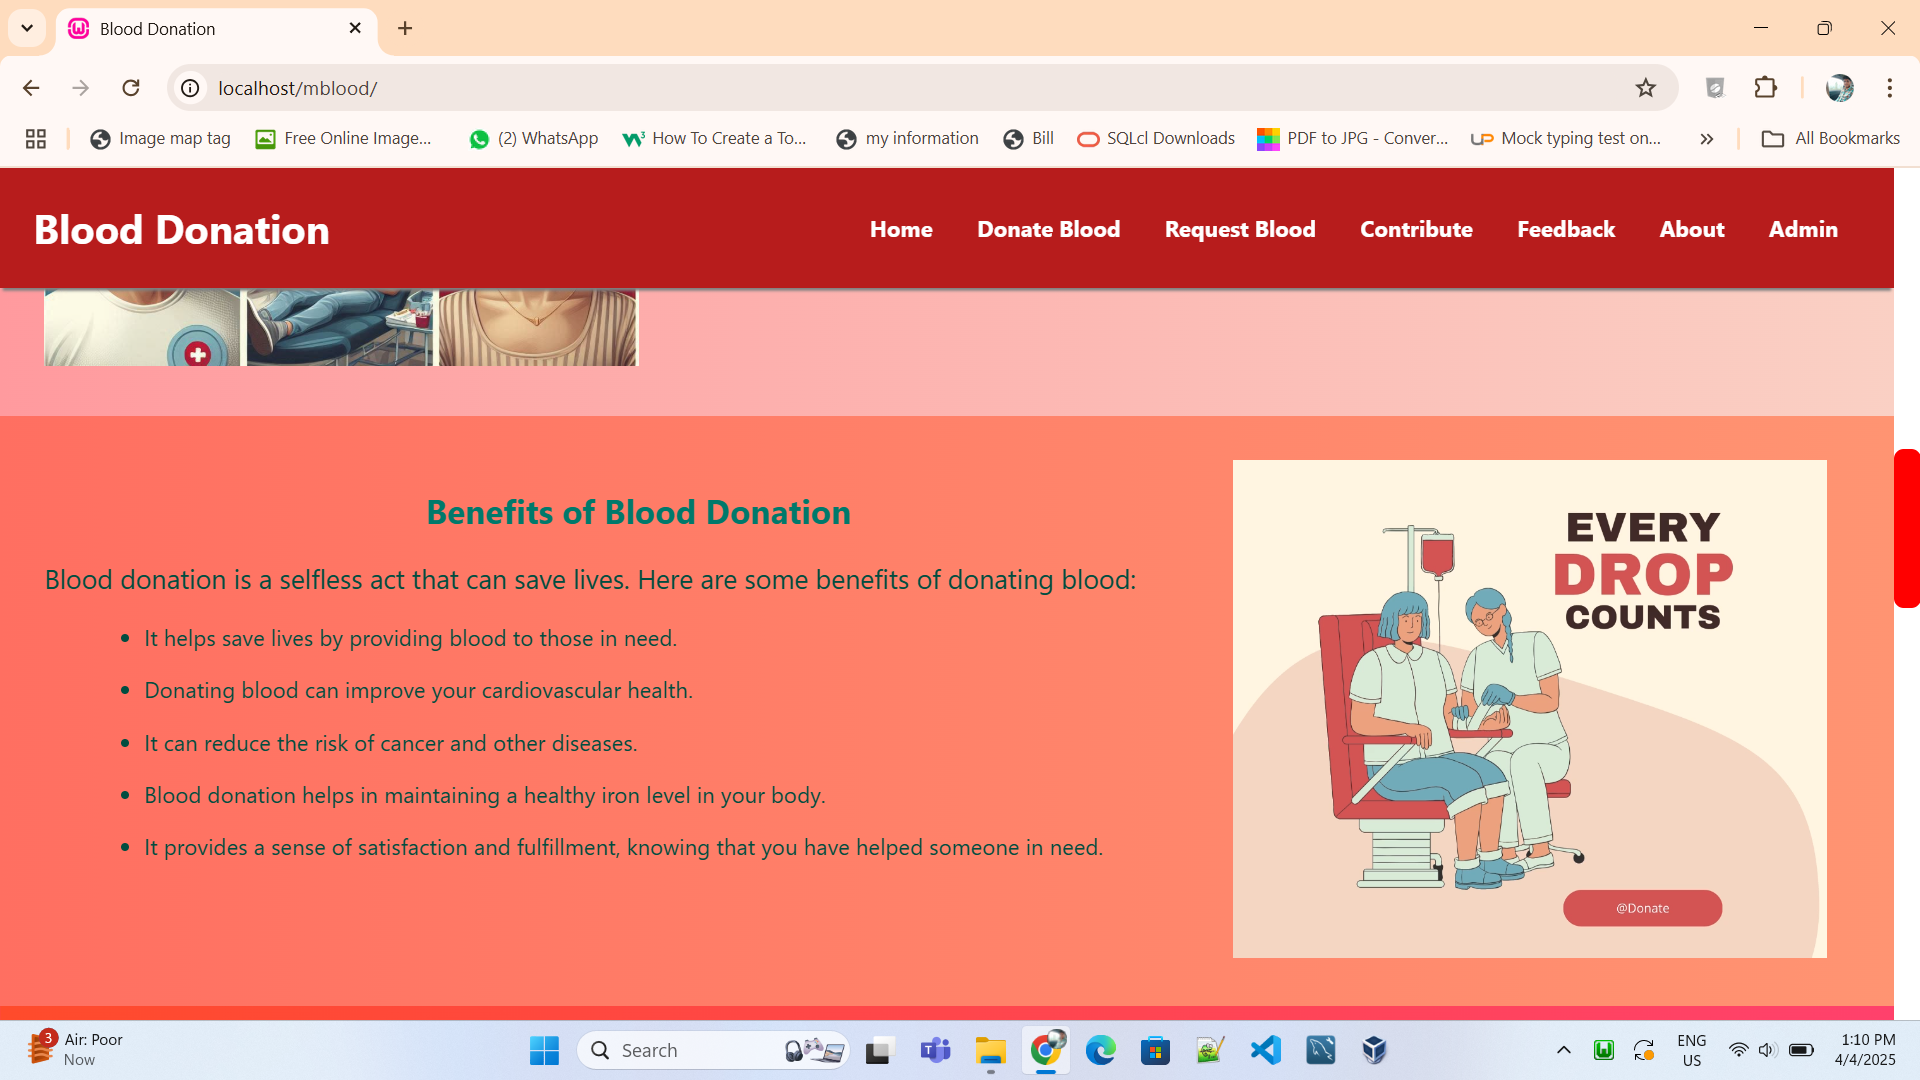 Blood Donation
localhost/mblood/
Image map tag
Free Online Image...
(2) WhatsApp
How To Create a To...
my information
Bill
SQLcl Downloads
PDF to JPG - Conver...
Mock typing test on...
All Bookmarks
Blood Donation
Home
Donate Blood
Request Blood
Contribute
Feedback
About
Admin
Benefits of Blood Donation
Blood donation is a selfless act that can save lives. Here are some benefits of donating blood:
• It helps save lives by providing blood to those in need.
• Donating blood can improve your cardiovascular health.
• It can reduce the risk of cancer and other diseases.
• Blood donation helps in maintaining a healthy iron level in your body.
• It provides a sense of satisfaction and fulfillment, knowing that you have helped someone in need.
EVERY
DROP
COUNTS
@Donate
3
Air: Poor
Now
Search
ENG
US
1:10 PM
4/4/2025